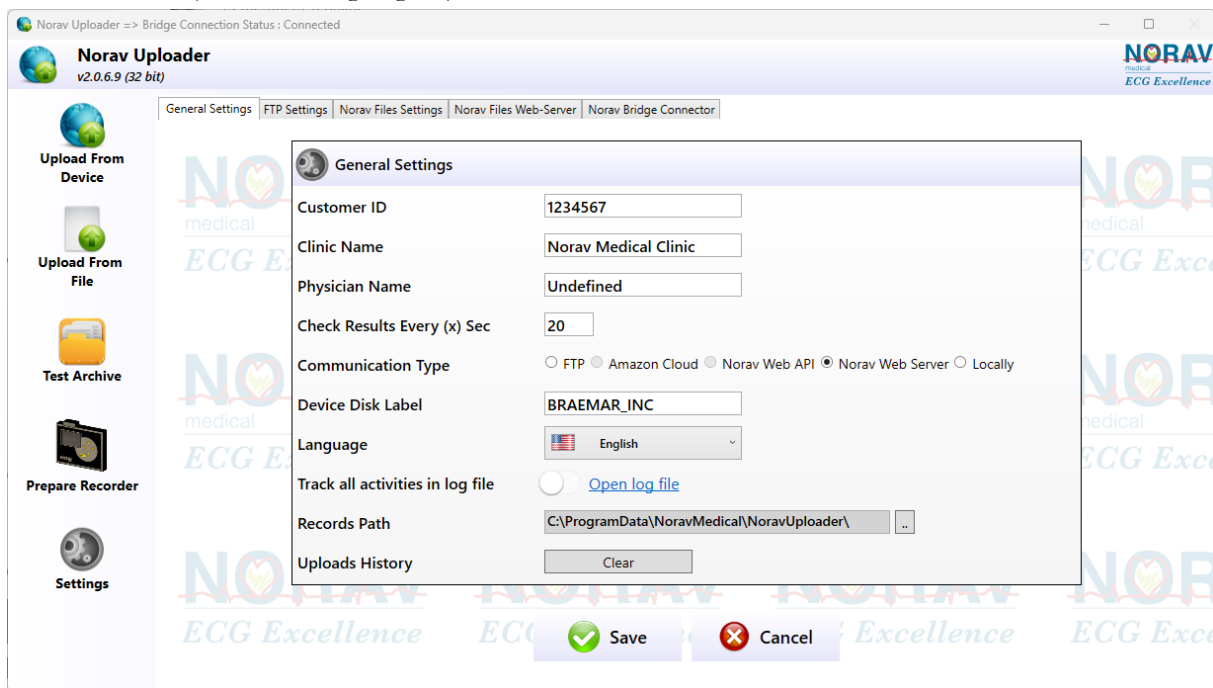 Norav Uploader => Bridge Connection Status : Connected
Norav Uploader
v2.0.6.9 (32 bit)
NORAV
medical
ECG Excellence
General Settings FTP Settings Norav Files Settings Norav Files Web-Server Norav Bridge Connector
Upload From
Device
Upload From
File
Test Archive
Prepare Recorder
Settings
General Settings
Customer ID 1234567
Clinic Name Norav Medical Clinic
Physician Name Undefined
Check Results Every (x) Sec 20
Communication Type FTP Amazon Cloud Norav Web API Norav Web Server Locally
Device Disk Label BRAEMAR_INC
Language English
Track all activities in log file Open log file
Records Path C:\ProgramData\NoravMedical\NoravUploader\ ..
Uploads History Clear
ECG Excellence
Save Cancel
Excellence